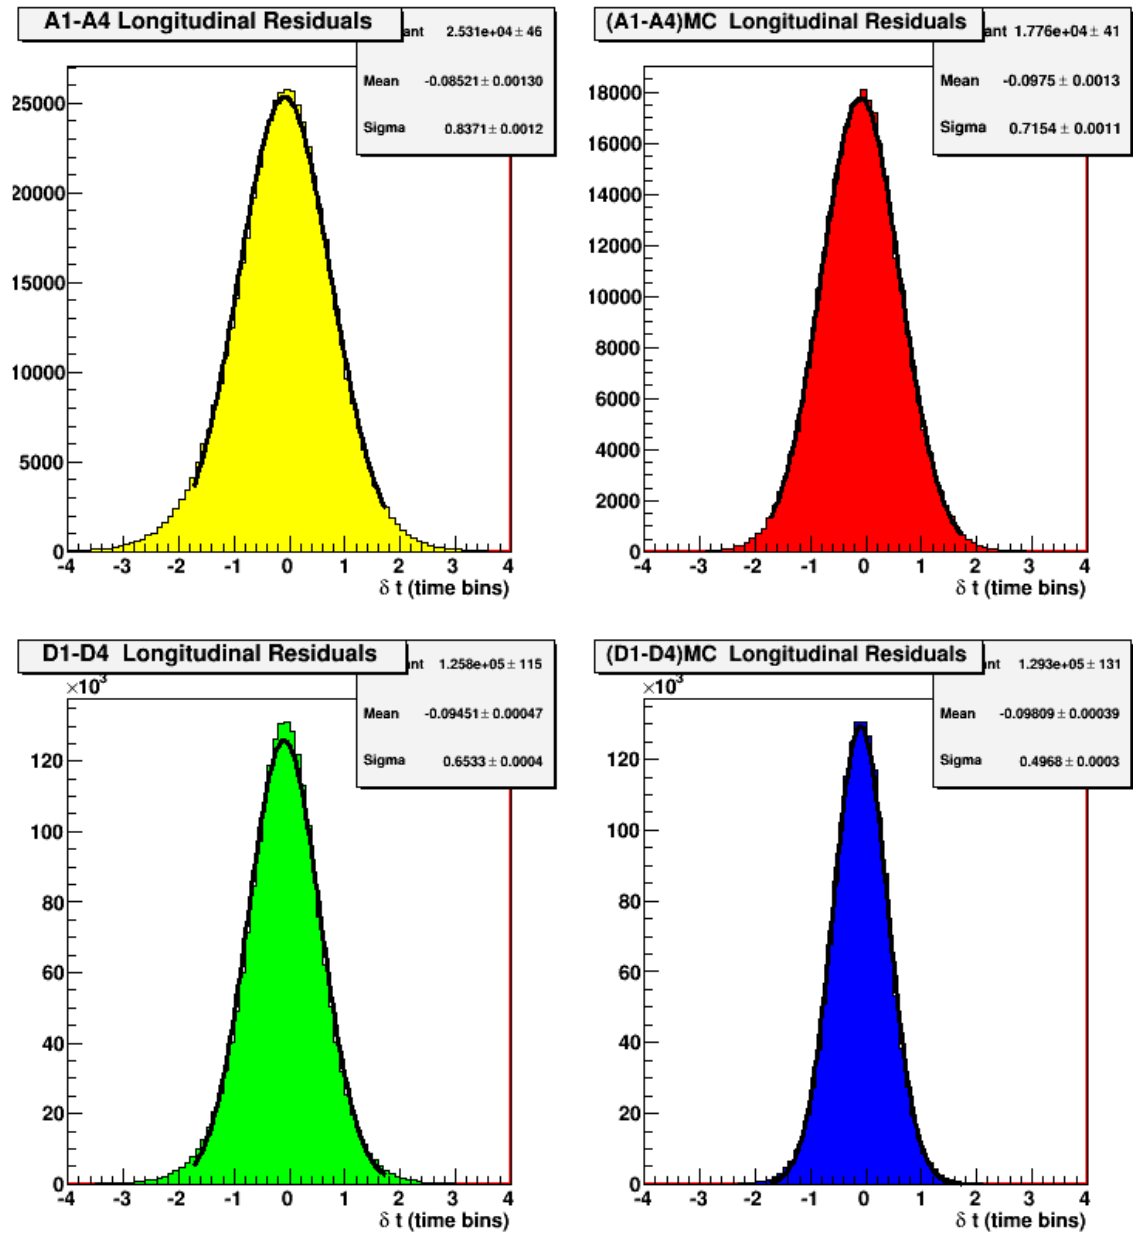 A1-A4 Longitudinal Residuals
ant 2.531e+04 ± 46
Mean -0.08521 ± 0.00130
Sigma 0.8371 ± 0.0012
25000
20000
15000
10000
5000
0
-4 -3 -2 -1 0 1 2 3 4
δ t (time bins)
(A1-A4)MC Longitudinal Residuals
ant 1.776e+04 ± 41
Mean -0.0975 ± 0.0013
Sigma 0.7154 ± 0.0011
18000
16000
14000
12000
10000
8000
6000
4000
2000
0
-4 -3 -2 -1 0 1 2 3 4
δ t (time bins)
D1-D4 Longitudinal Residuals
ant 1.258e+05 ± 115
Mean -0.09451 ± 0.00047
Sigma 0.6533 ± 0.0004
×10³
120
100
80
60
40
20
0
-4 -3 -2 -1 0 1 2 3 4
δ t (time bins)
(D1-D4)MC Longitudinal Residuals
ant 1.293e+05 ± 131
Mean -0.09809 ± 0.00039
Sigma 0.4968 ± 0.0003
×10³
120
100
80
60
40
20
0
-4 -3 -2 -1 0 1 2 3 4
δ t (time bins)